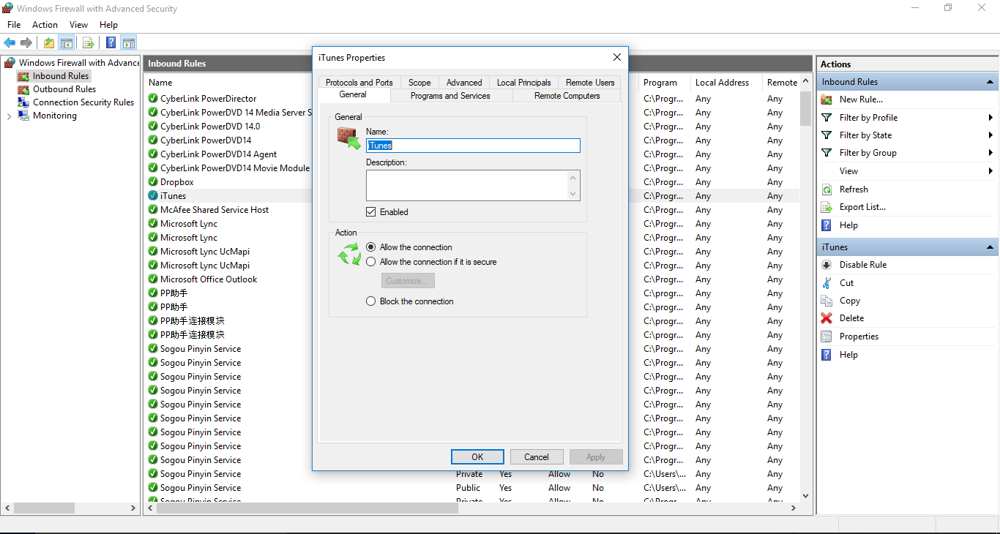 Windows Firewall with Advanced Security
File Action View Help
Windows Firewall with Advance
Inbound Rules
Outbound Rules
Connection Security Rules
Monitoring
Inbound Rules
Name
CyberLink PowerDirector
CyberLink PowerDVD 14 Media Server S
CyberLink PowerDVD 14.0
CyberLink PowerDVD14
CyberLink PowerDVD14 Agent
CyberLink PowerDVD14 Movie Module
Dropbox
iTunes
McAfee Shared Service Host
Microsoft Lync
Microsoft Lync
Microsoft Lync UcMapi
Microsoft Lync UcMapi
Microsoft Office Outlook
PP助手
PP助手
PP助手连接模块
PP助手连接模块
Sogou Pinyin Service
Sogou Pinyin Service
Sogou Pinyin Service
Sogou Pinyin Service
Sogou Pinyin Service
Sogou Pinyin Service
Sogou Pinyin Service
Sogou Pinyin Service
Sogou Pinyin Service
Sogou Pinyin Service Private Yes Allow No
Sogou Pinyin Service Public Yes Allow No
Sogou Pinyin Service Private Yes Allow No
iTunes Properties
Protocols and Ports Scope Advanced Local Principals Remote Users
General Programs and Services Remote Computers
General
Name:
iTunes
Description:
Enabled
Action
Allow the connection
Allow the connection if it is secure
Customize...
Block the connection
OK Cancel Apply
Program Local Address Remote
C:\Progr... Any Any
C:\Progr... Any Any
C:\Progr... Any Any
C:\Progr... Any Any
C:\Progr... Any Any
C:\Progr... Any Any
C:\Progr... Any Any
C:\Progr... Any Any
C:\Progr... Any Any
C:\Progr... Any Any
C:\Progr... Any Any
C:\Progr... Any Any
C:\Progr... Any Any
C:\Progr... Any Any
C:\progr... Any Any
C:\progr... Any Any
C:\progr... Any Any
C:\progr... Any Any
C:\Progr... Any Any
C:\Progr... Any Any
C:\Progr... Any Any
C:\Progr... Any Any
C:\Progr... Any Any
C:\Progr... Any Any
C:\Progr... Any Any
C:\Progr... Any Any
C:\Progr... Any Any
C:\Users\... Any Any
C:\Users\... Any Any
C:\Progr... Any Any
Actions
Inbound Rules
New Rule...
Filter by Profile
Filter by State
Filter by Group
View
Refresh
Export List...
Help
iTunes
Disable Rule
Cut
Copy
Delete
Properties
Help